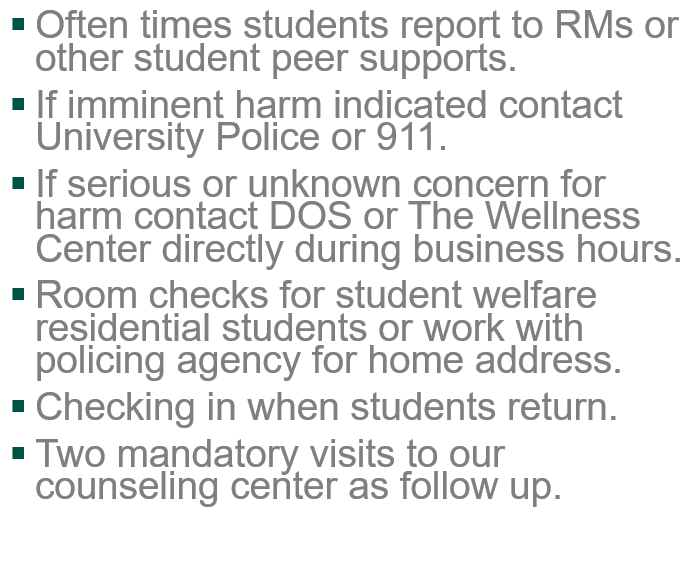 ▪ Often times students report to RMs or
other student peer supports.
▪ If imminent harm indicated contact
University Police or 911.
▪ If serious or unknown concern for
harm contact DOS or The Wellness
Center directly during business hours.
▪ Room checks for student welfare
residential students or work with
policing agency for home address.
▪ Checking in when students return.
▪ Two mandatory visits to our
counseling center as follow up.